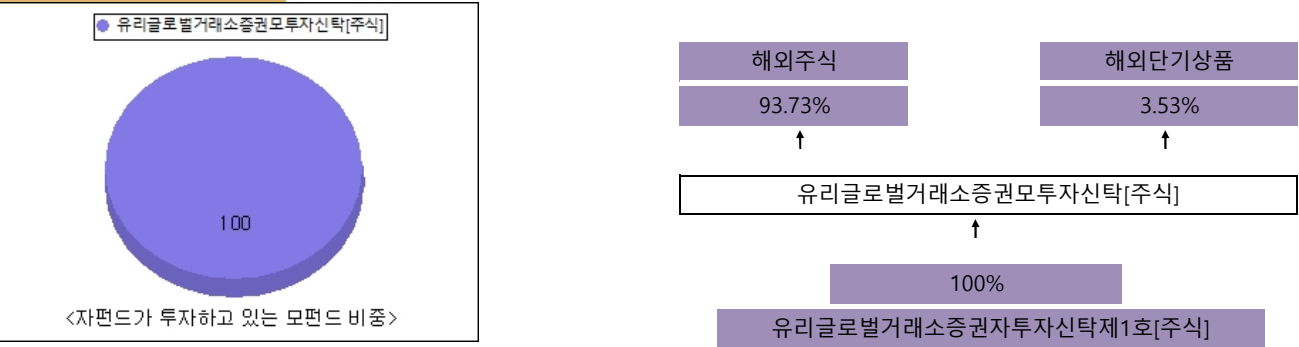 유리글로벌거래소증권모투자신탁[주식]
100
<자펀드가 투자하고 있는 모펀드 비중>
해외주식
해외단기상품
93.73%
3.53%
유리글로벌거래소증권모투자신탁[주식]
100%
유리글로벌거래소증권자투자신탁제1호[주식]